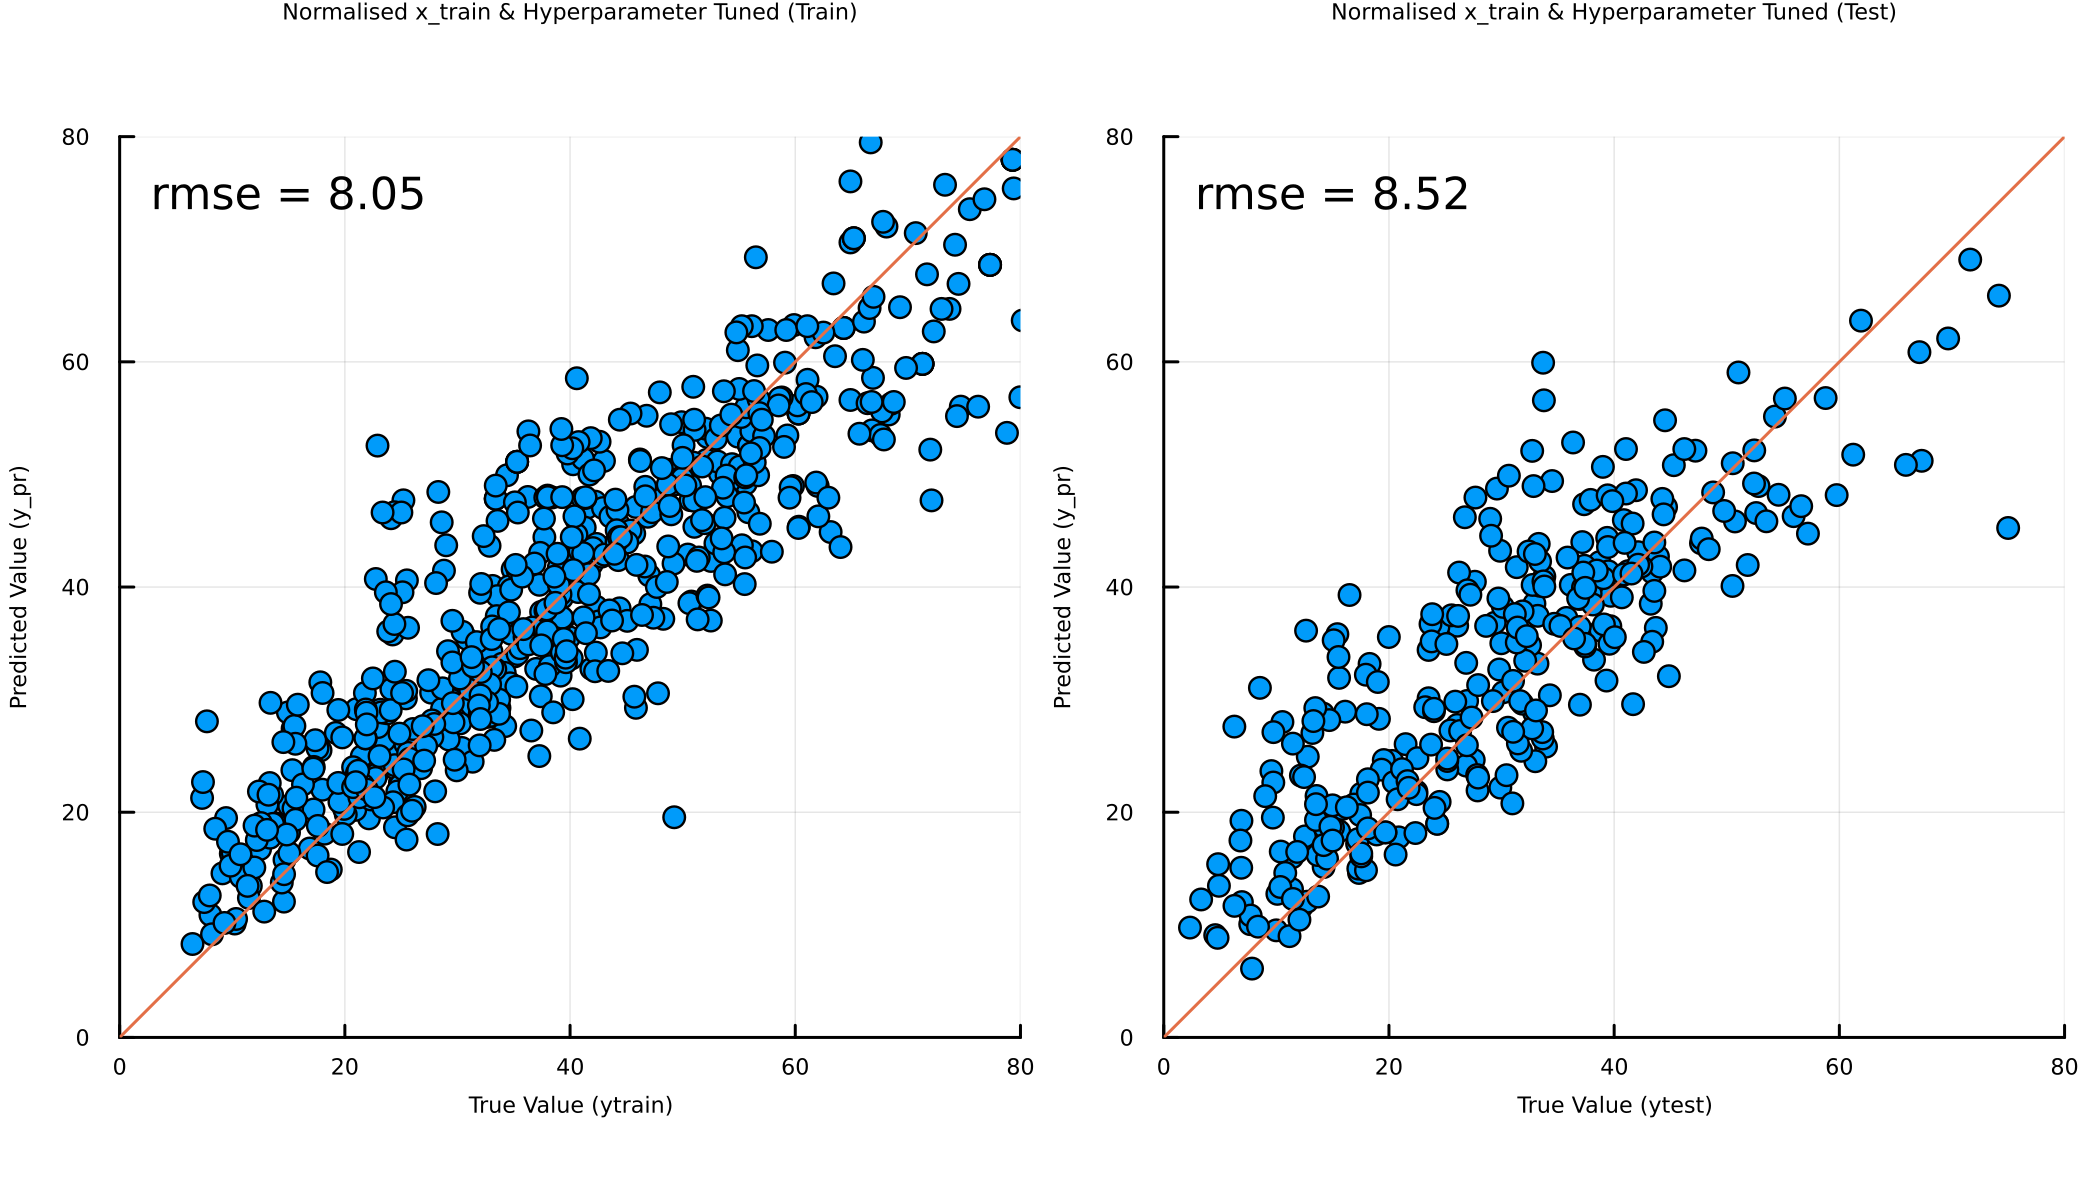 Normalised x_train & Hyperparameter Tuned (Train)
rmse = 8.05
Predicted Value (y_pr)
80
60
40
20
0
0 20 40 60 80
True Value (ytrain)
Normalised x_train & Hyperparameter Tuned (Test)
rmse = 8.52
Predicted Value (y_pr)
80
60
40
20
0
0 20 40 60 80
True Value (ytest)